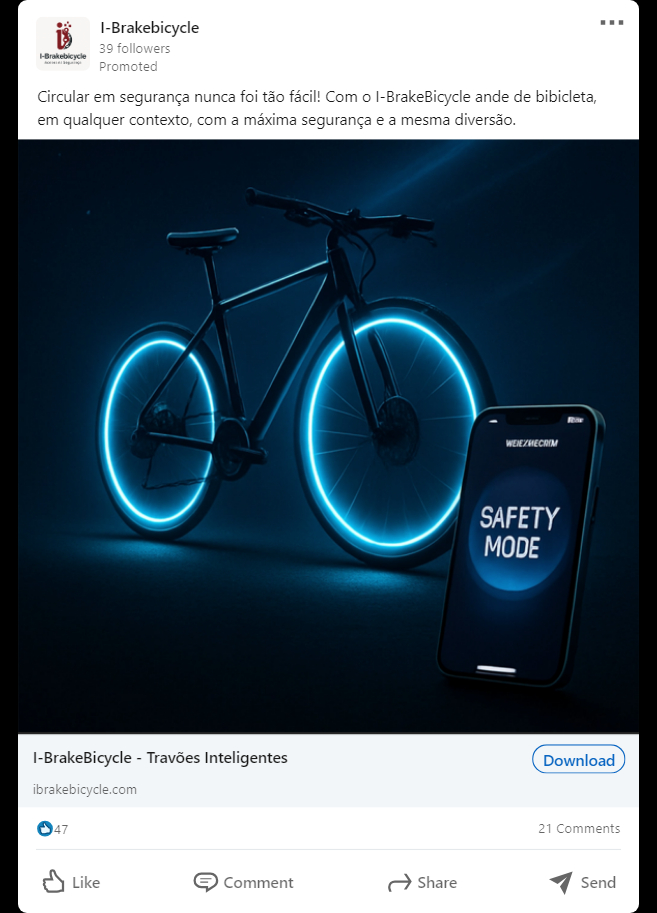 I-Brakebicycle
I-Brakebicycle
39 followers
Promoted
Circular em segurança nunca foi tão fácil! Com o I-BrakeBicycle ande de bibicleta,
em qualquer contexto, com a máxima segurança e a mesma diversão.
SAFETY
MODE
I-BrakeBicycle - Travões Inteligentes
Download
ibrakebicycle.com
47
21 Comments
Like
Comment
Share
Send